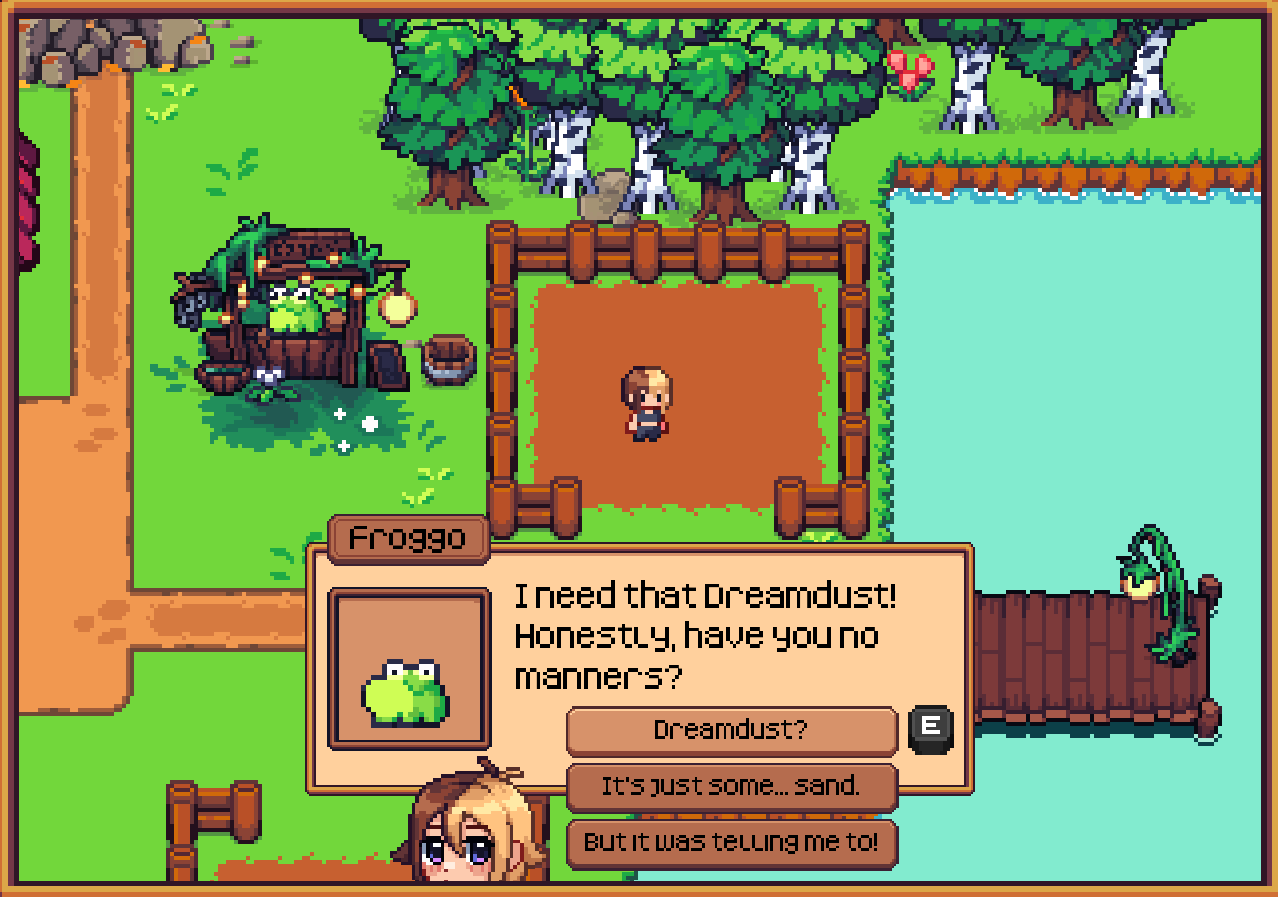 Froggo
I need that Dreamdust!
Honestly, have you no
manners?
Dreamdust?
E
It's just some... sand.
But it was telling me to!